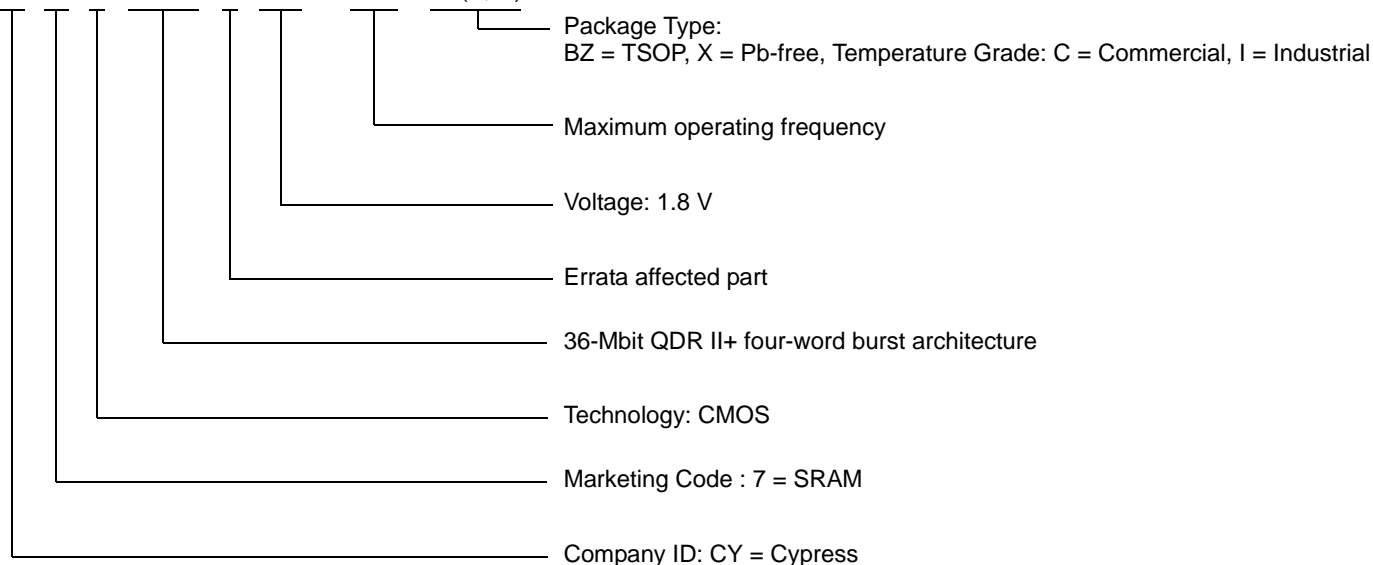 Package Type:
BZ = TSOP, X = Pb-free, Temperature Grade: C = Commercial, I = Industrial
Maximum operating frequency
Voltage: 1.8 V
Errata affected part
36-Mbit QDR II+ four-word burst architecture
Technology: CMOS
Marketing Code : 7 = SRAM
Company ID: CY = Cypress